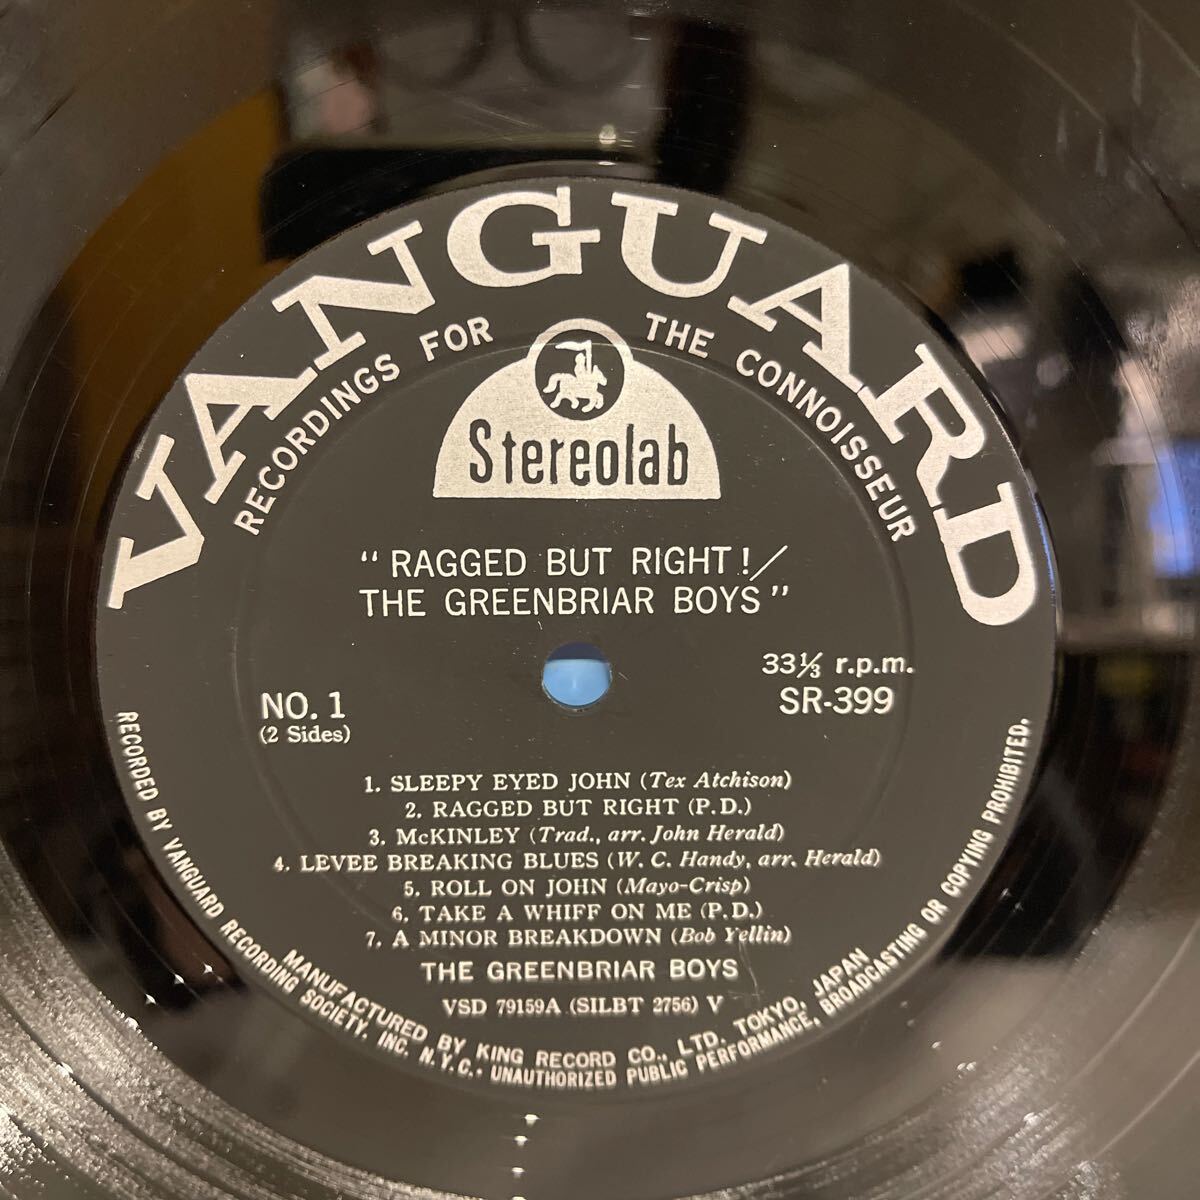 VANGUARD
RECORDINGS FOR THE CONNOISSEUR
Stereolab
"RAGGED BUT RIGHT!/
THE GREENBRIAR BOYS"
33⅓ r.p.m.
SR-399
NO. 1
(2 Sides)
1. SLEEPY EYED JOHN (Tex Atchison)
2. RAGGED BUT RIGHT (P.D.)
3. McKINLEY (Trad., arr. John Herald)
4. LEVEE BREAKING BLUES (W. C. Handy, arr. Herald)
5. ROLL ON JOHN (Mayo-Crisp)
6. TAKE A WHIFF ON ME (P.D.)
7. A MINOR BREAKDOWN (Bob Yellin)
THE GREENBRIAR BOYS
VSD 79159A (SILBT 2756) V
MANUFACTURED BY KING RECORD CO., LTD. TOKYO, JAPAN
RECORDED BY VANGUARD RECORDING SOCIETY, INC. N.Y.C.. UNAUTHORIZED PUBLIC PERFORMANCE, BROADCASTING OR COPYING PROHIBITED.